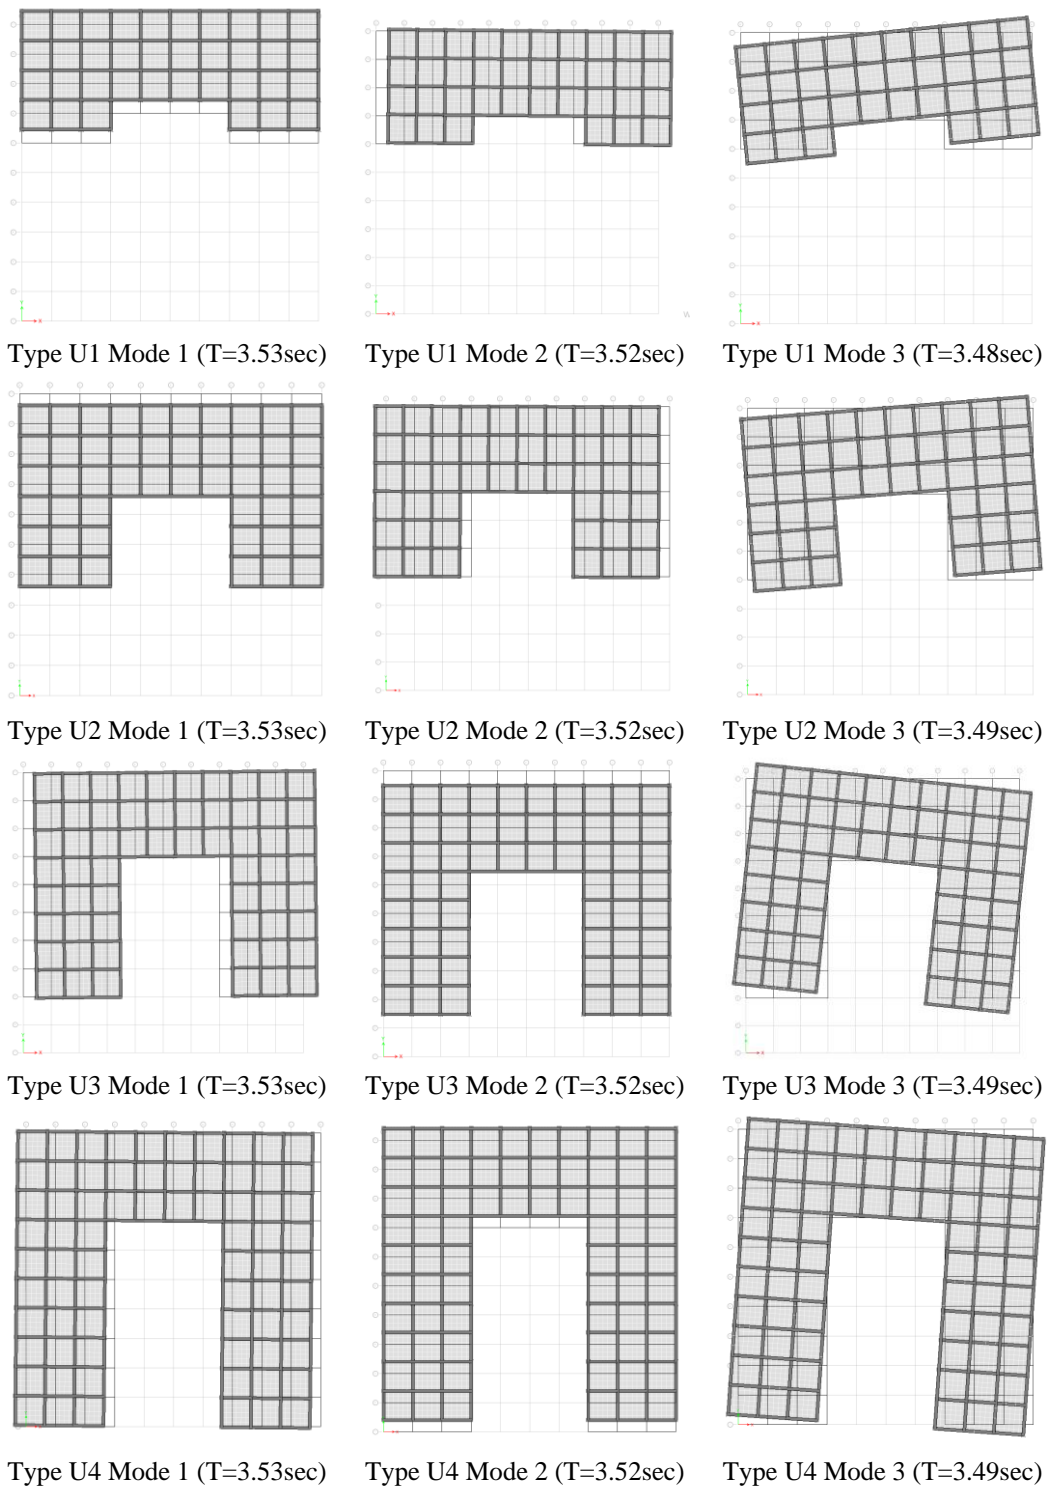 Type U1 Mode 1 (T=3.53sec) Type U1 Mode 2 (T=3.52sec) Type U1 Mode 3 (T=3.48sec)
Type U2 Mode 1 (T=3.53sec) Type U2 Mode 2 (T=3.52sec) Type U2 Mode 3 (T=3.49sec)
Type U3 Mode 1 (T=3.53sec) Type U3 Mode 2 (T=3.52sec) Type U3 Mode 3 (T=3.49sec)
Type U4 Mode 1 (T=3.53sec) Type U4 Mode 2 (T=3.52sec) Type U4 Mode 3 (T=3.49sec)